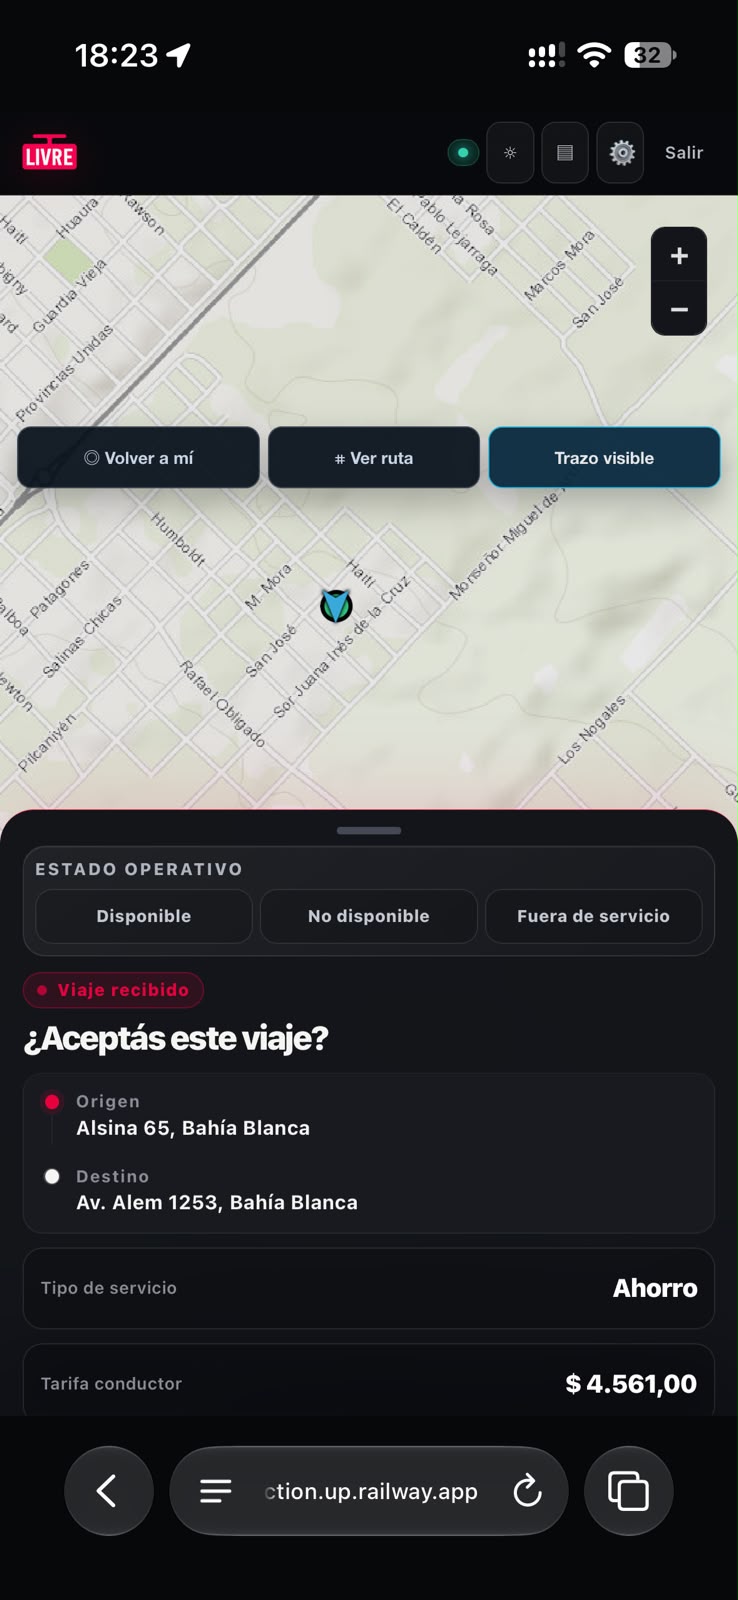 18:23
32
LIVRE
Salir
Huaura
Rawson
Haití
Guardia Vieja
Provincias Unidas
El Caldén
Pablo Lejarraga
la Rosa
Marcos Mora
San José
+
−
Volver a mí
# Ver ruta
Trazo visible
Humboldt
Monseñor Miguel de
Haití
M. Mora
Patagones
Salinas Chicas
San José
Sor Juana Inés de la Cruz
Rafael Obligado
Pilcaniyén
Los Nogales
ESTADO OPERATIVO
Disponible
No disponible
Fuera de servicio
Viaje recibido
¿Aceptás este viaje?
Origen
Alsina 65, Bahía Blanca
Destino
Av. Alem 1253, Bahía Blanca
Tipo de servicio
Ahorro
Tarifa conductor
$ 4.561,00
ction.up.railway.app